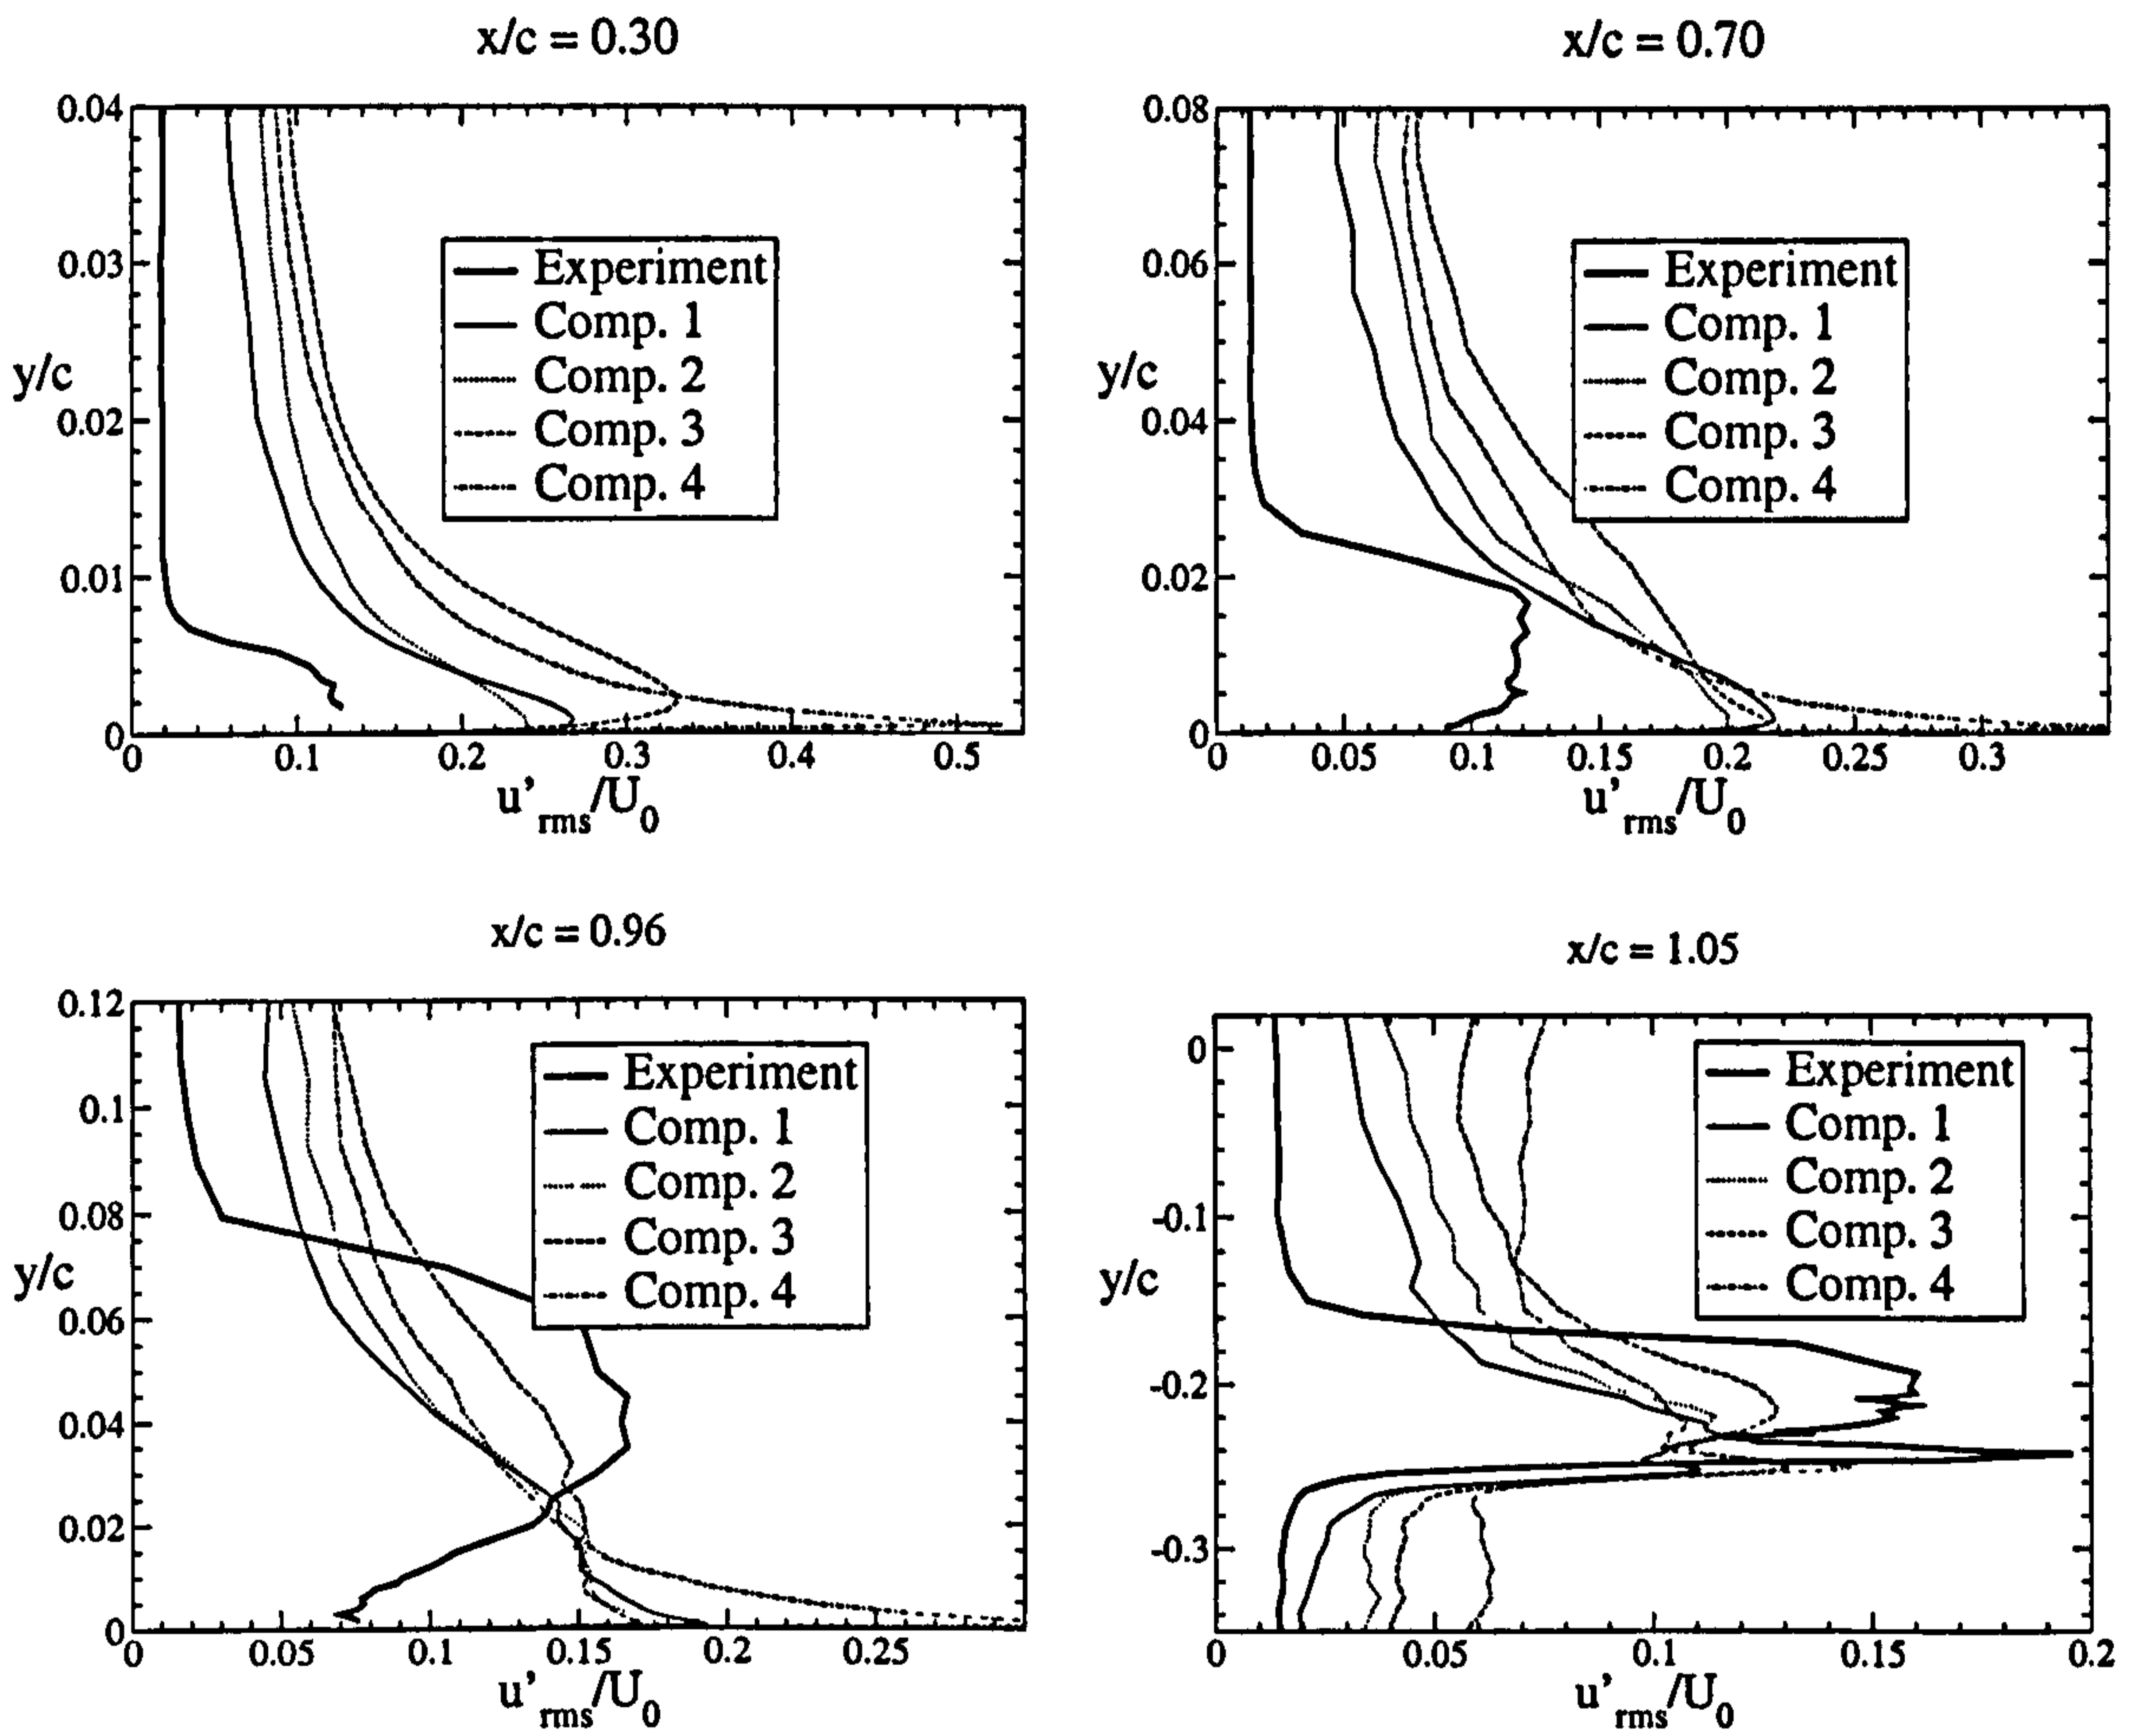 x/c = 0.30
0.04
0.03
y/c
0.02
0.01
0
0 0.1 0.2 0.3 0.4 0.5
u'rms/U0
Experiment
Comp. 1
Comp. 2
Comp. 3
Comp. 4
x/c = 0.70
0.08
0.06
y/c
0.04
0.02
0
0 0.05 0.1 0.15 0.2 0.25 0.3
u'rms/U0
Experiment
Comp. 1
Comp. 2
Comp. 3
Comp. 4
x/c = 0.96
0.12
0.1
0.08
y/c
0.06
0.04
0.02
0
0 0.05 0.1 0.15 0.2 0.25
u'rms/U0
Experiment
Comp. 1
Comp. 2
Comp. 3
Comp. 4
x/c = 1.05
0
-0.1
y/c
-0.2
-0.3
0 0.05 0.1 0.15 0.2
u'rms/U0
Experiment
Comp. 1
Comp. 2
Comp. 3
Comp. 4